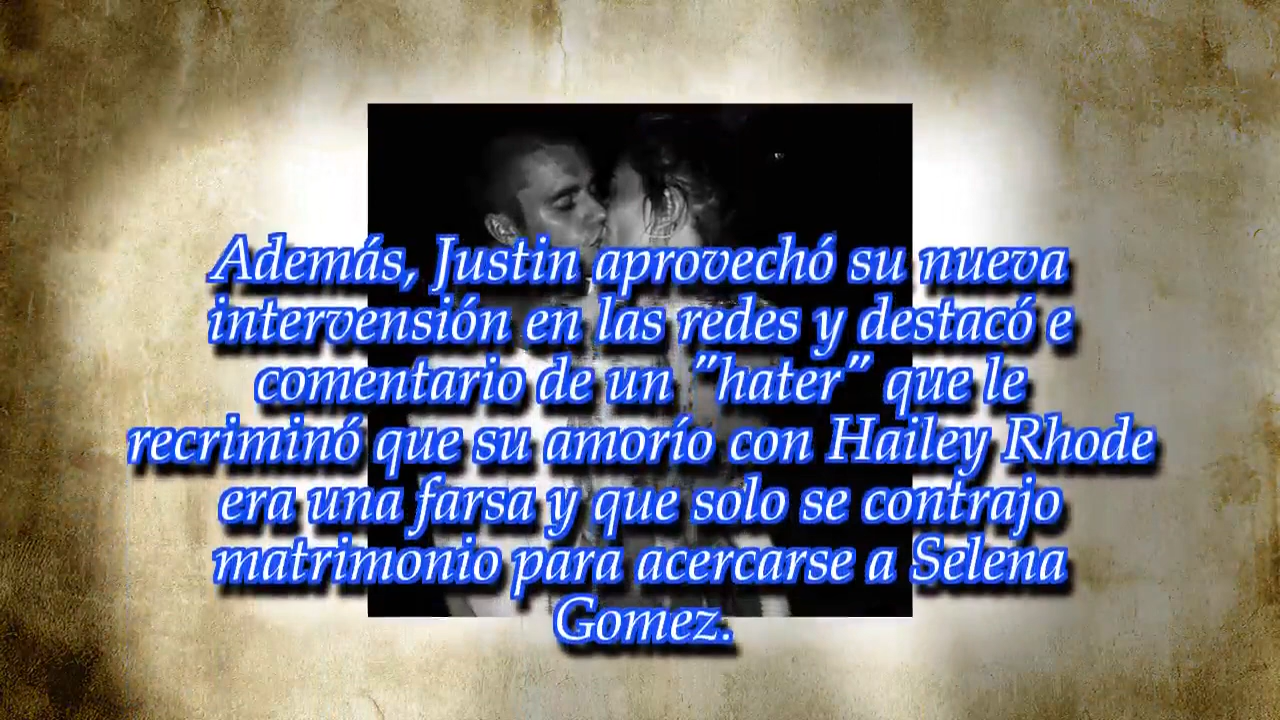 Además, Justin aprovechó su nueva
intervensión en las redes y destacó e
comentario de un "hater" que le
recriminó que su amorío con Hailey Rhode
era una farsa y que solo se contrajo
matrimonio para acercarse a Selena
Gomez.